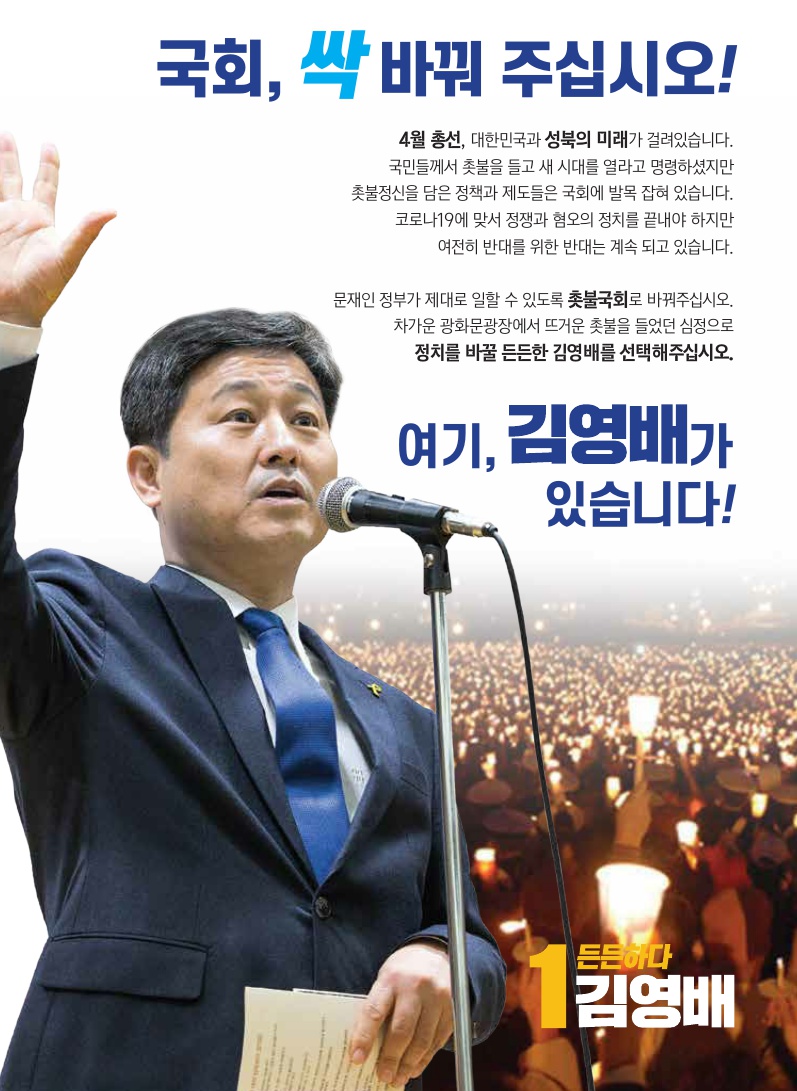 국회, 싹 바꿔 주십시오!
4월 총선, 대한민국과 성북의 미래가 걸려있습니다.
국민들께서 촛불을 들고 새 시대를 열라고 명령하셨지만
촛불정신을 담은 정책과 제도들은 국회에 발목 잡혀 있습니다.
코로나19에 맞서 정쟁과 혐오의 정치를 끝내야 하지만
여전히 반대를 위한 반대는 계속 되고 있습니다.
문재인 정부가 제대로 일할 수 있도록 촛불국회로 바꿔주십시오.
차가운 광화문광장에서 뜨거운 촛불을 들었던 심정으로
정치를 바꿀 든든한 김영배를 선택해주십시오.
여기, 김영배가
있습니다!
1 든든하다
김영배